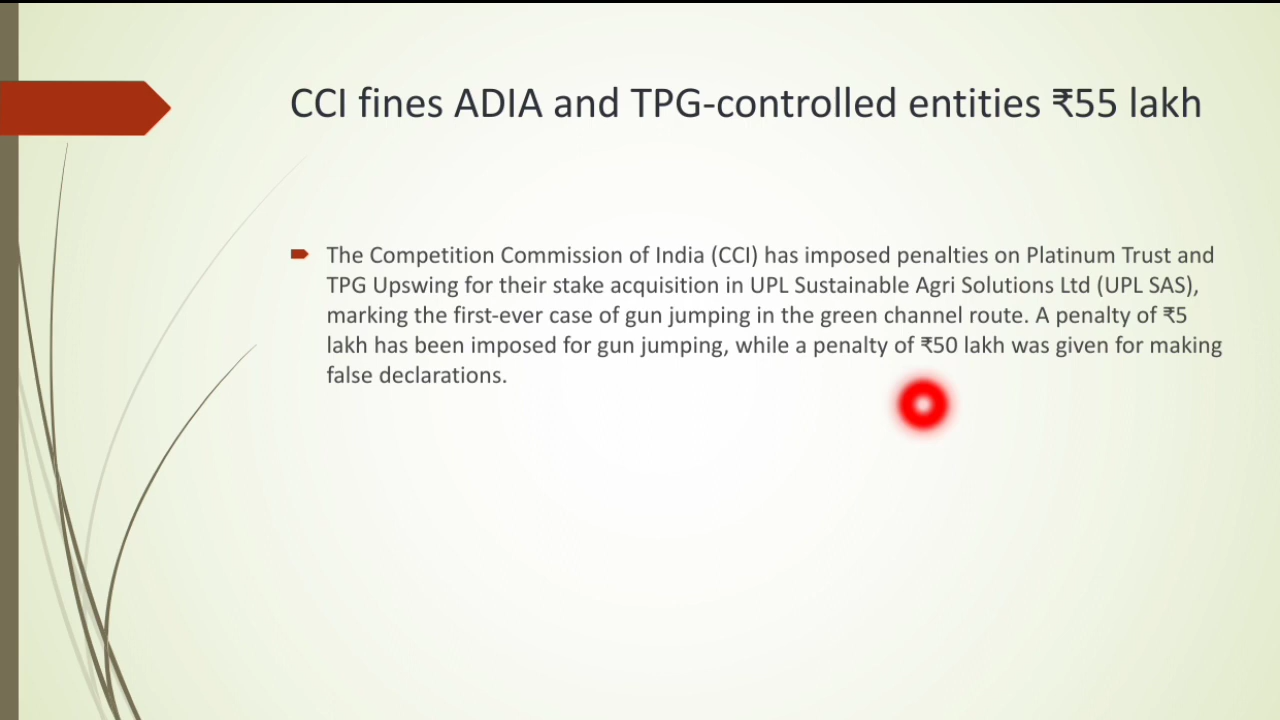 CCI fines ADIA and TPG-controlled entities ₹55 lakh
The Competition Commission of India (CCI) has imposed penalties on Platinum Trust and
TPG Upswing for their stake acquisition in UPL Sustainable Agri Solutions Ltd (UPL SAS),
marking the first-ever case of gun jumping in the green channel route. A penalty of ₹5
lakh has been imposed for gun jumping, while a penalty of ₹50 lakh was given for making
false declarations.